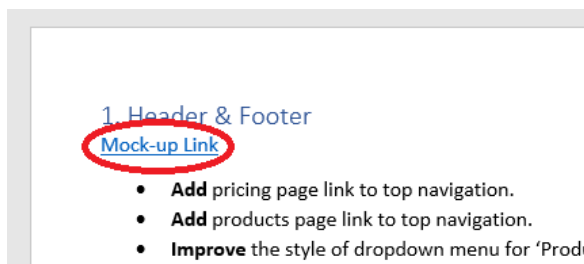 1. Header & Footer
Mock-up Link
• Add pricing page link to top navigation.
• Add products page link to top navigation.
• Improve the style of dropdown menu for ‘Produ